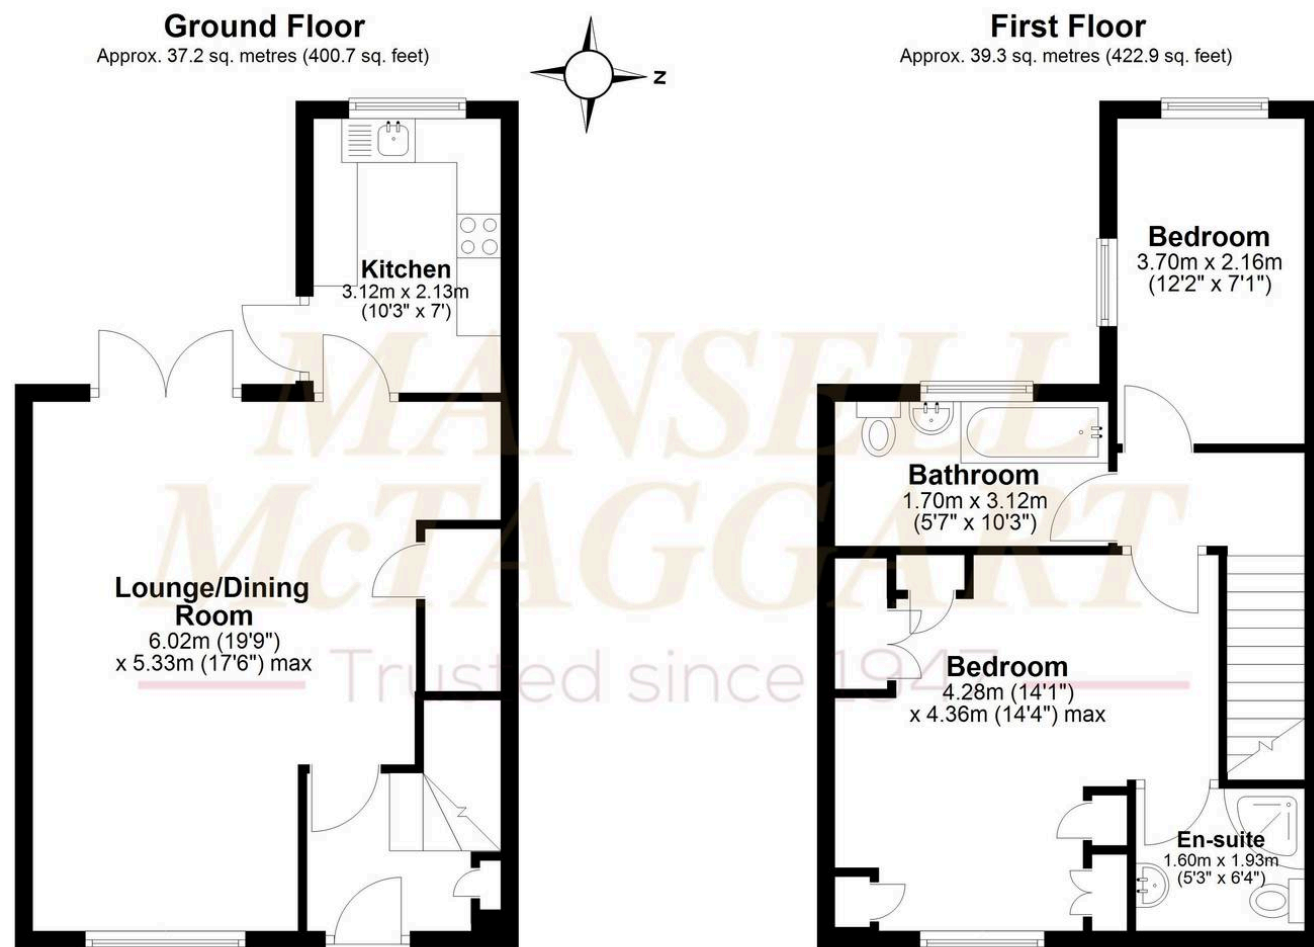 Ground Floor
Approx. 37.2 sq. metres (400.7 sq. feet)
First Floor
Approx. 39.3 sq. metres (422.9 sq. feet)
Z
Kitchen
3.12m x 2.13m
(10'3" x 7')
Bedroom
3.70m x 2.16m
(12'2" x 7'1")
Bathroom
1.70m x 3.12m
(5'7" x 10'3")
Lounge/Dining
Room
6.02m (19'9")
x 5.33m (17'6") max
Bedroom
4.28m (14'1")
x 4.36m (14'4") max
En-suite
1.60m x 1.93m
(5'3" x 6'4")
MANSELL
McTAGGART
Trusted since 1947